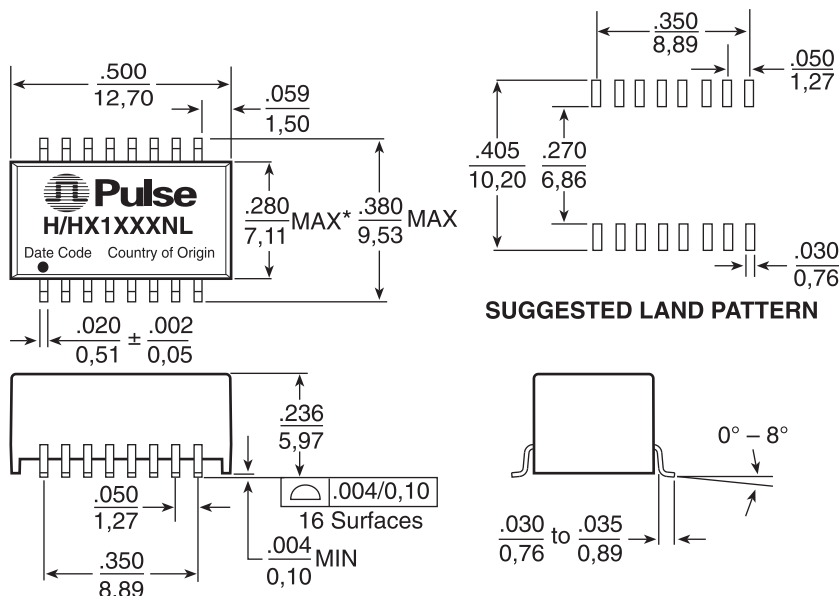 .500
12,70
.059
1,50
Pulse
H/HX1XXXNL
Date Code Country of Origin
.280
7,11 MAX*
.380
9,53 MAX
.020 ± .002
0,51 0,05
.350
8,89
.050
1,27
.405
10,20
.270
6,86
.030
0,76
SUGGESTED LAND PATTERN
.236
5,97
.004/0,10
16 Surfaces
.050
1,27
.004
0,10 MIN
.350
8,89
0° – 8°
.030 to .035
0,76 0,89